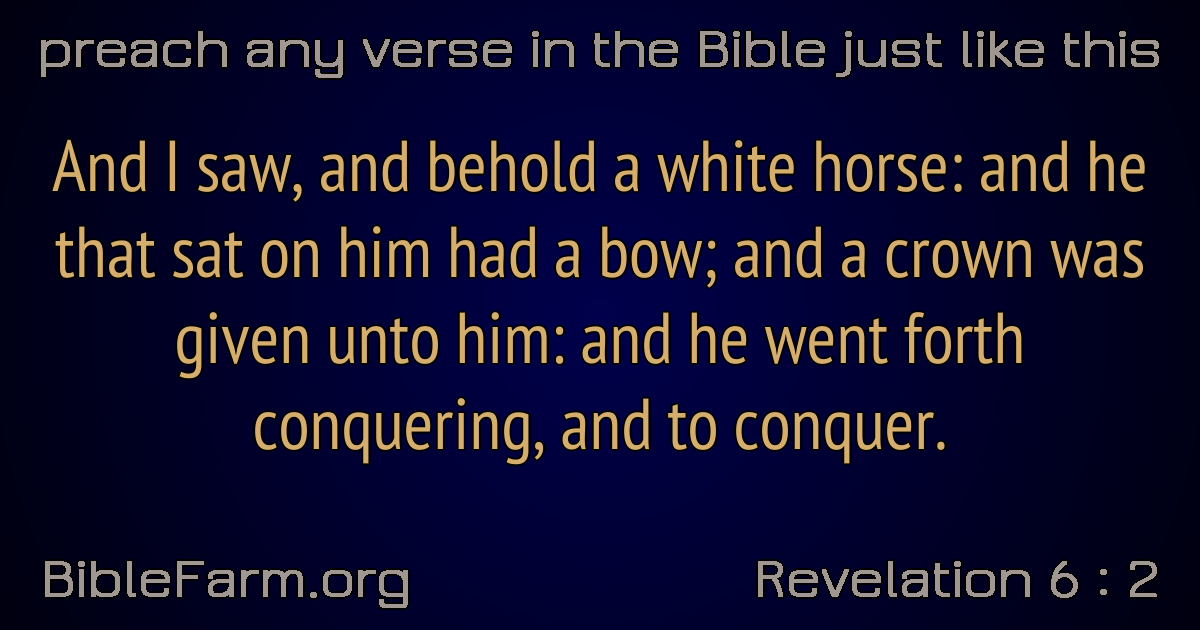 preach any verse in the Bible just like this
And I saw, and behold a white horse: and he
that sat on him had a bow; and a crown was
given unto him: and he went forth
conquering, and to conquer.
BibleFarm.org
Revelation 6 : 2